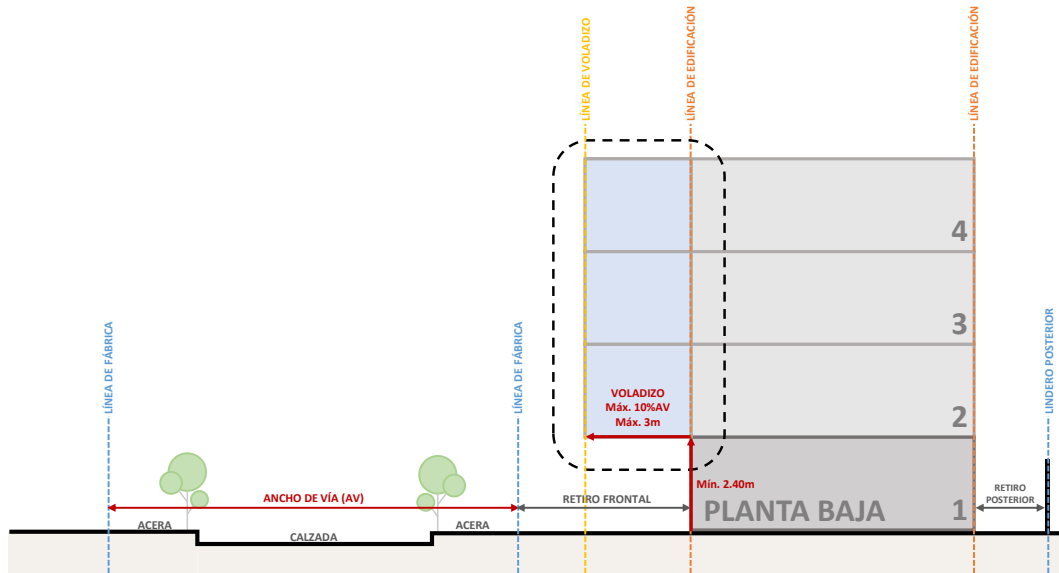 LÍNEA DE VOLADIZO
LÍNEA DE EDIFICACIÓN
LÍNEA DE EDIFICACIÓN
4
3
LÍNEA DE FÁBRICA
LÍNEA DE FÁBRICA
LINDERO POSTERIOR
VOLADIZO
Máx. 10%AV
Máx. 3m
2
Mín. 2.40m
ANCHO DE VÍA (AV)
RETIRO FRONTAL
RETIRO
POSTERIOR
PLANTA BAJA
1
ACERA
CALZADA
ACERA